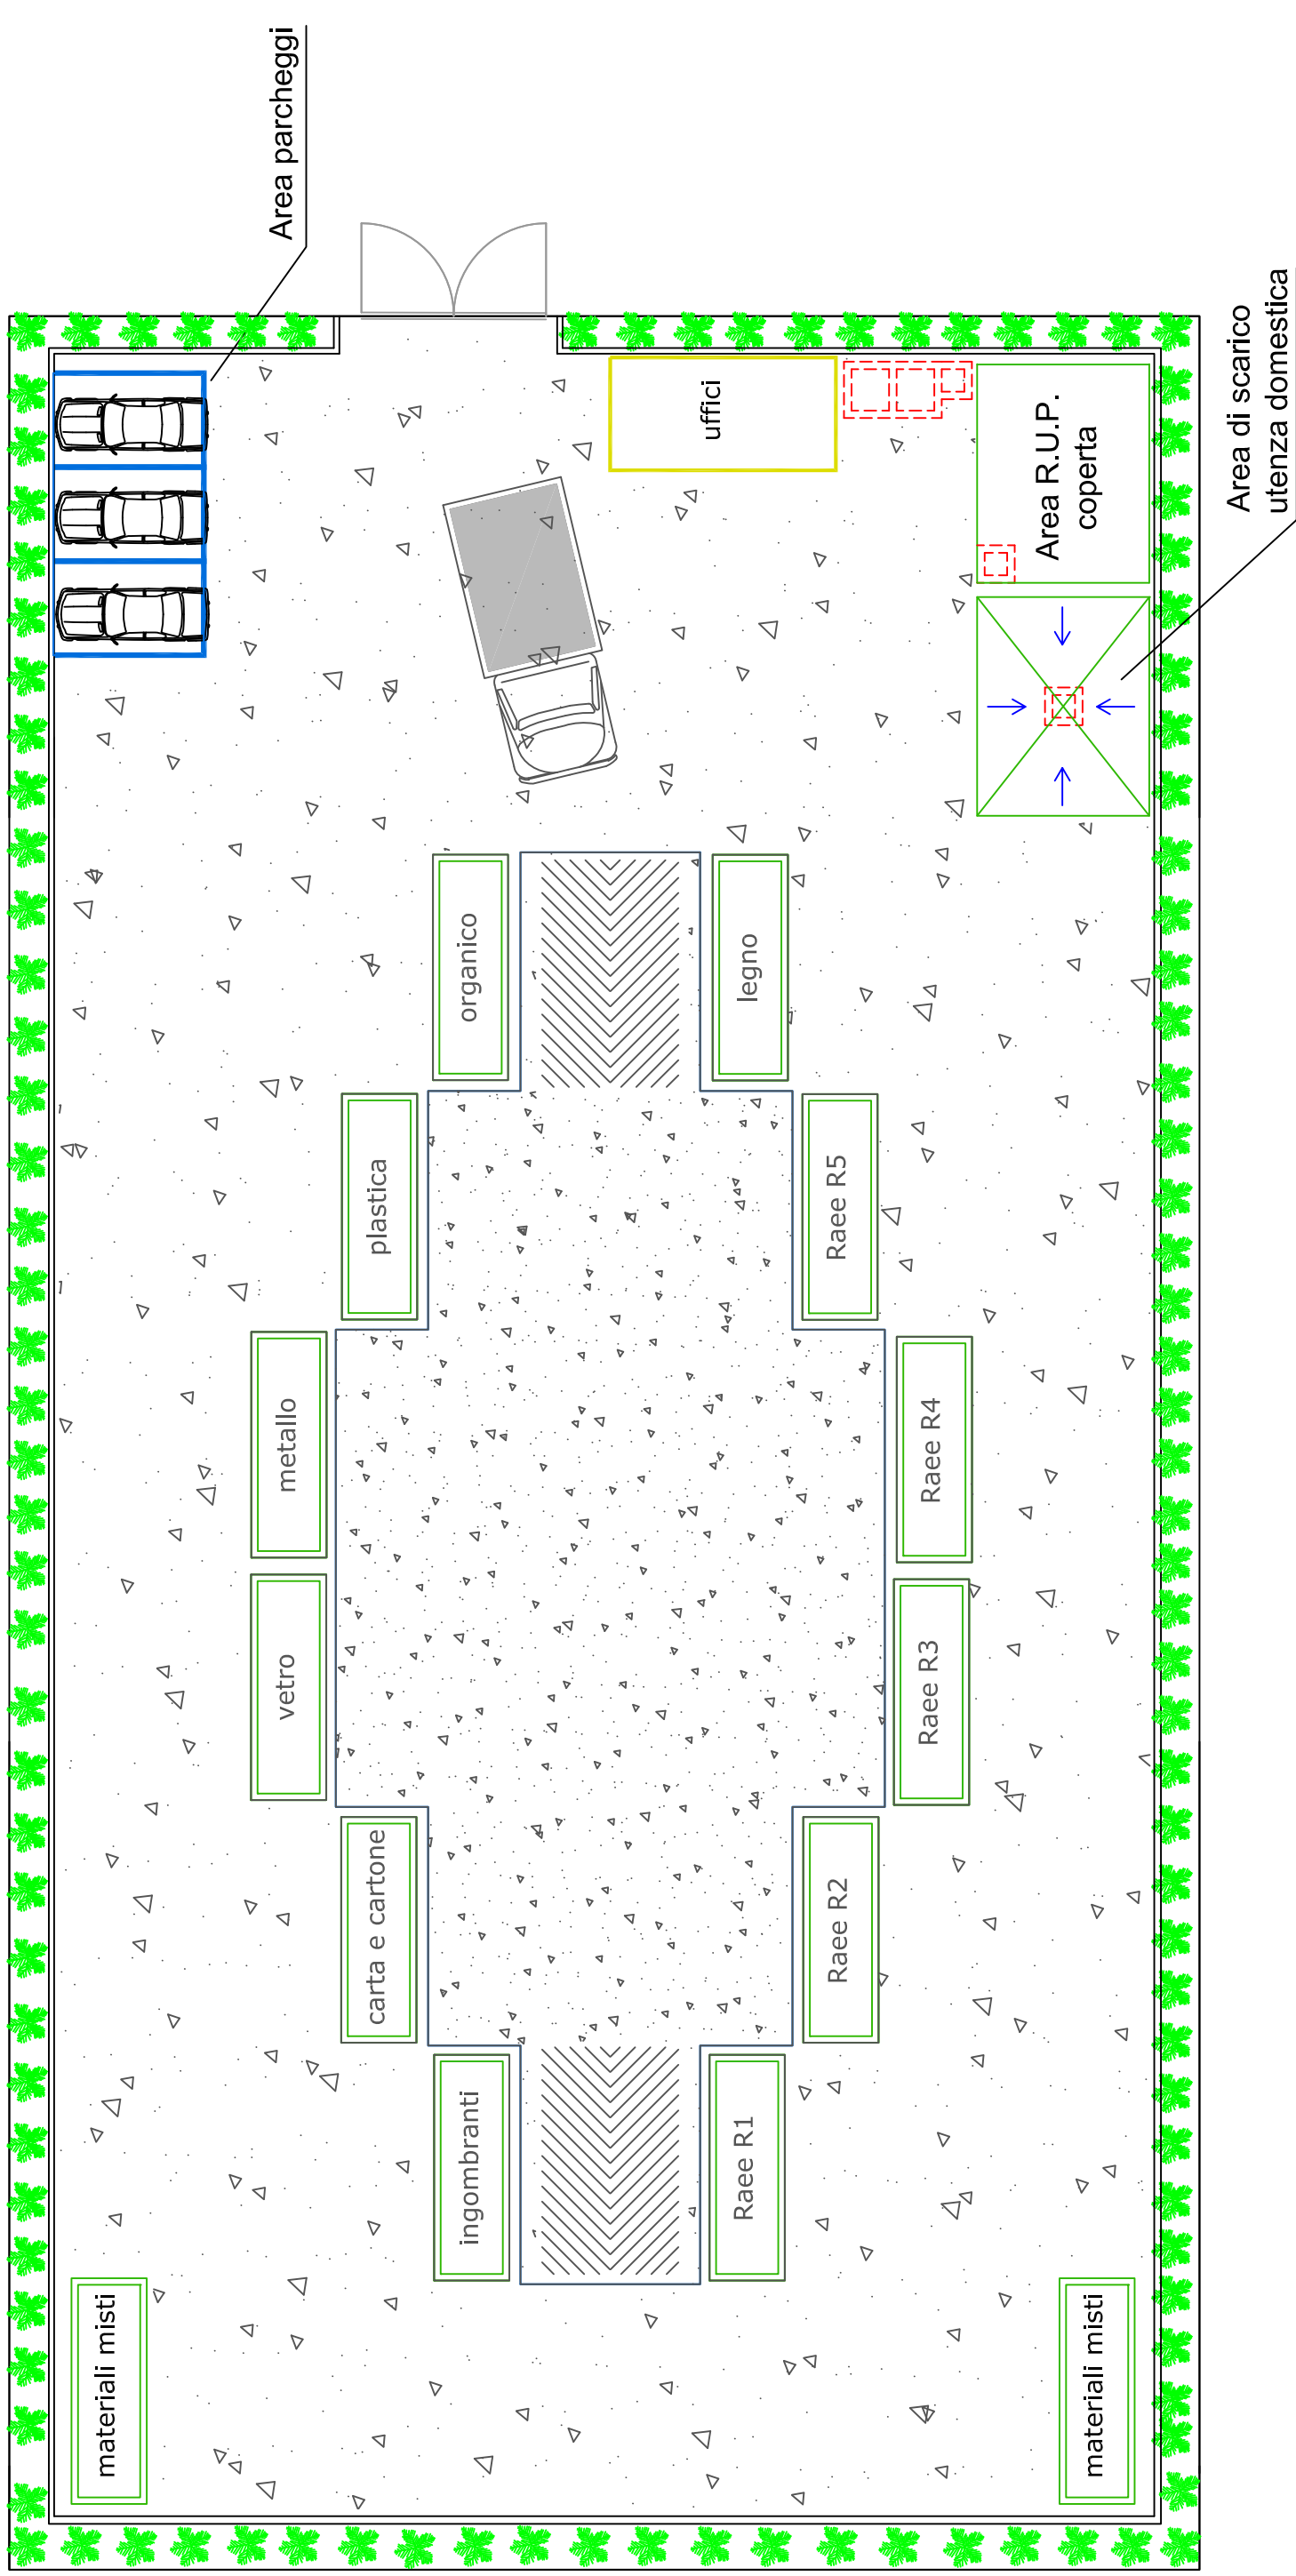 Area parcheggi
uffici
Area R.U.P.
coperta
Area di scarico
utenza domestica
organico
legno
plastica
Raee R5
metallo
Raee R4
vetro
Raee R3
carta e cartone
Raee R2
ingombranti
Raee R1
materiali misti
materiali misti